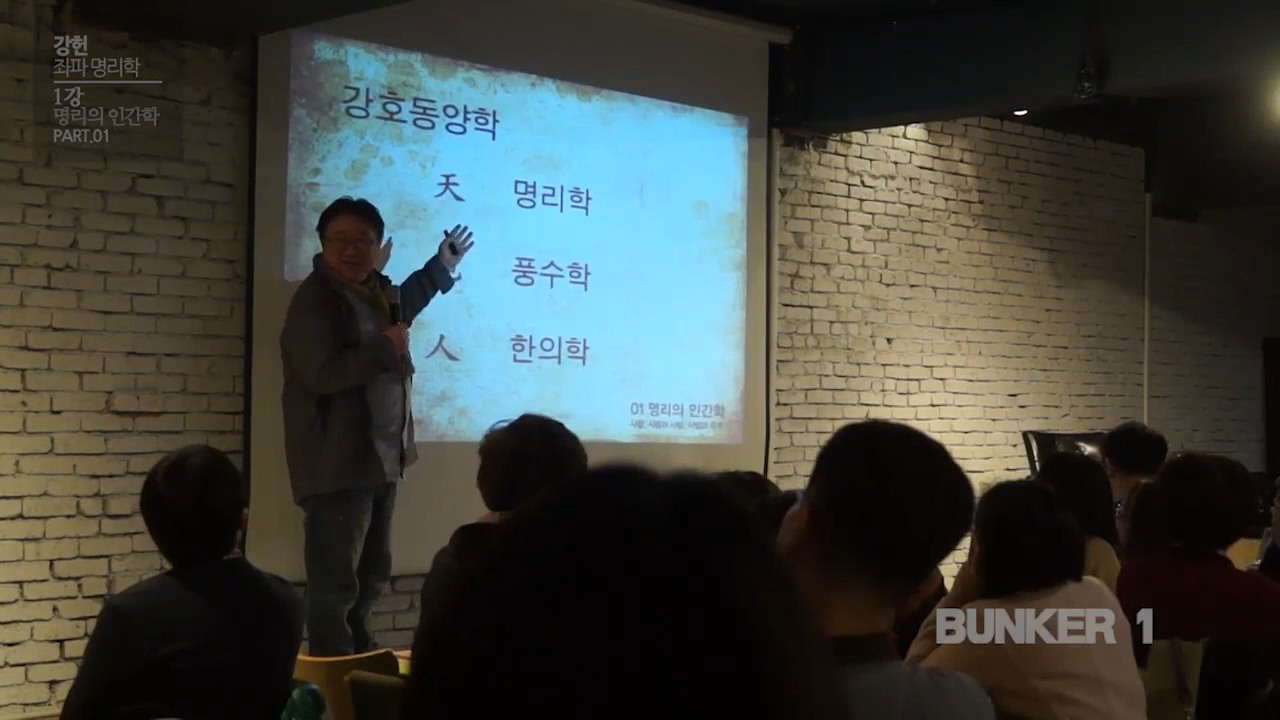 강헌
좌파 명리학
1강
명리의 인간학
PART.01
강호동양학
天 명리학
풍수학
人 한의학
01 명리의 인간학
BUNKER 1